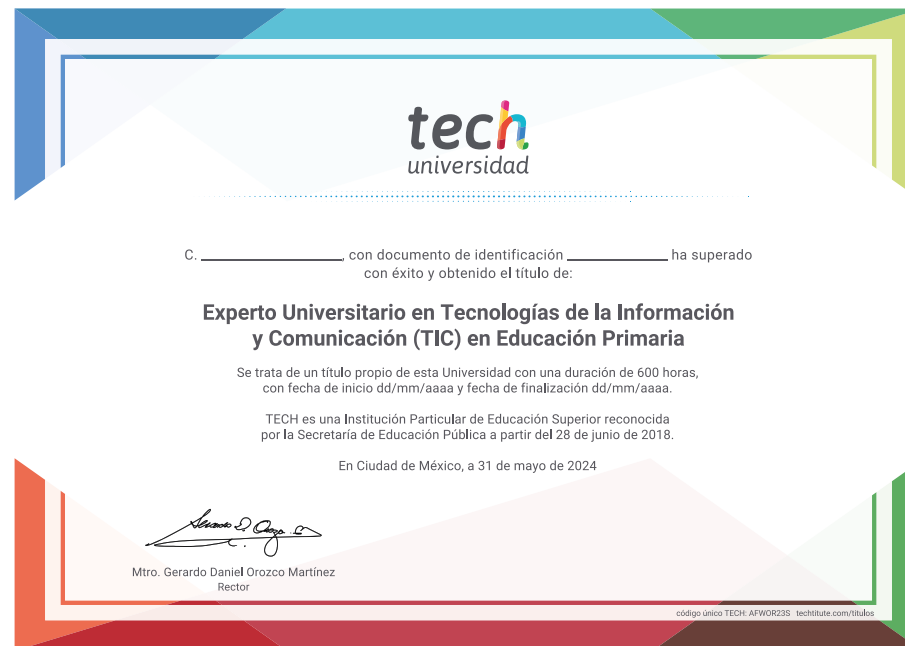 tech
universidad
C. ____________, con documento de identificación ____________ ha superado
con éxito y obtenido el título de:
Experto Universitario en Tecnologías de la Información
y Comunicación (TIC) en Educación Primaria
Se trata de un título propio de esta Universidad con una duración de 600 horas,
con fecha de inicio dd/mm/aaaa y fecha de finalización dd/mm/aaaa.
TECH es una Institución Particular de Educación Superior reconocida
por la Secretaría de Educación Pública a partir del 28 de junio de 2018.
En Ciudad de México, a 31 de mayo de 2024
Mtro. Gerardo Daniel Orozco Martínez
Rector
código único TECH: AFWOR23S techtitute.com/titulos